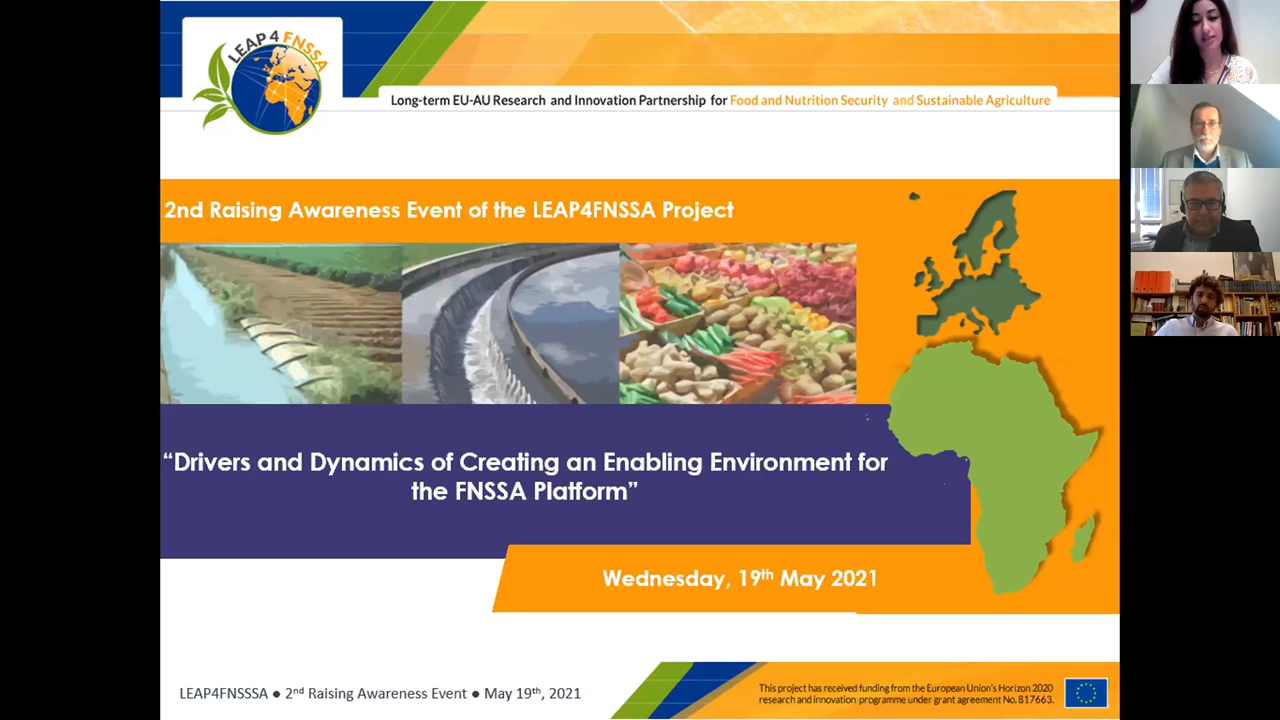 LEAP4FNSSA
Long-term EU-AU Research and Innovation Partnership for Food and Nutrition Security and Sustainable Agriculture
2nd Raising Awareness Event of the LEAP4FNSSA Project
“Drivers and Dynamics of Creating an Enabling Environment for
the FNSSA Platform”
Wednesday, 19th May 2021
LEAP4FNSSSA ● 2nd Raising Awareness Event ● May 19th, 2021
This project has received funding from the European Union's Horizon 2020
research and innovation programme under grant agreement No.817663.